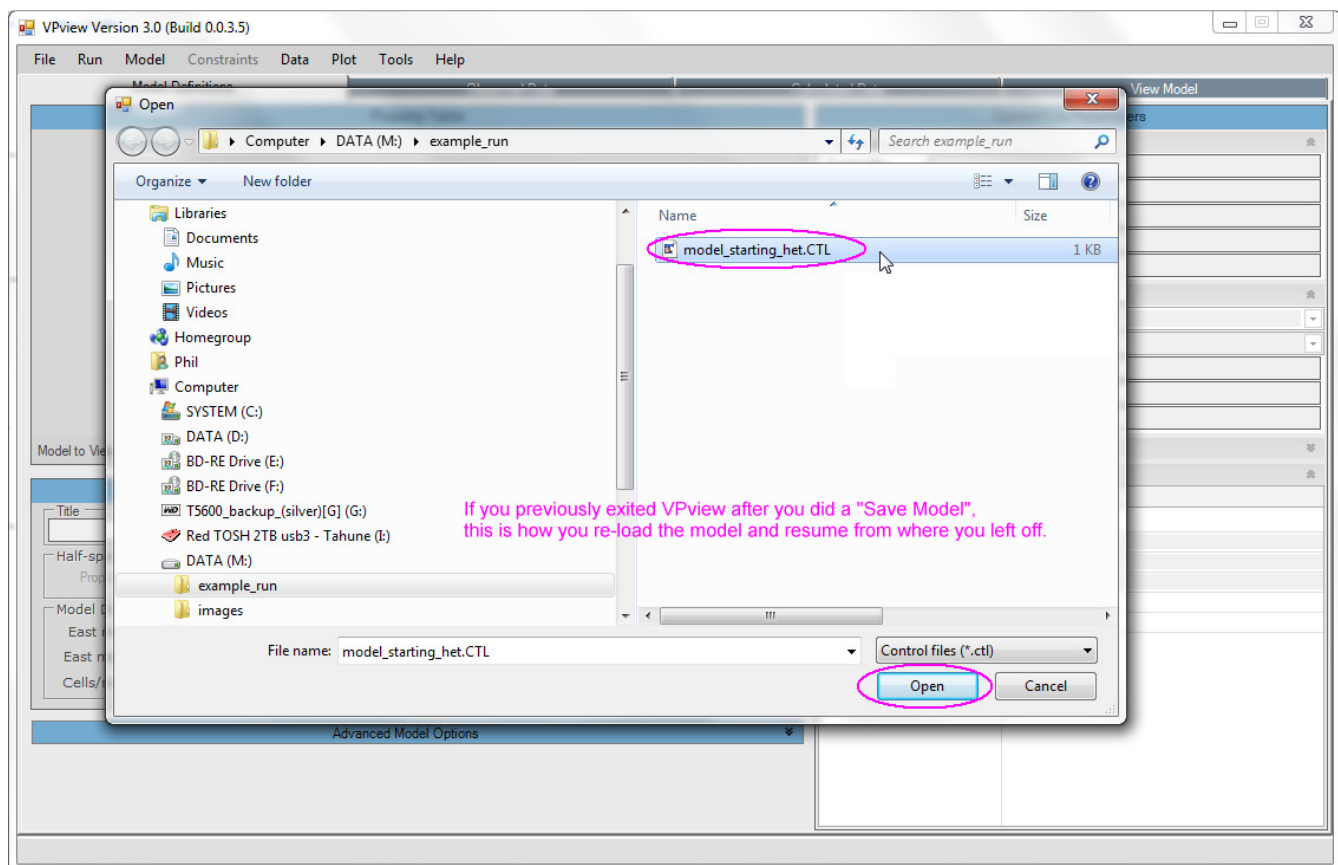 VPview Version 3.0 (Build 0.0.3.5)
File Run Model Constraints Data Plot Tools Help
Model Definitions
View Model
Open
Computer DATA (M:) example_run
Search example_run
Organize New folder
Libraries
Documents
Music
Pictures
Videos
Homegroup
Phil
Computer
SYSTEM (C:)
DATA (D:)
BD-RE Drive (E:)
BD-RE Drive (F:)
T5600_backup_(silver)[G] (G:)
Red TOSH 2TB usb3 - Tahune (I:)
DATA (M:)
example_run
images
Name Size
model_starting_het.CTL 1 KB
If you previously exited VPview after you did a "Save Model",
this is how you re-load the model and resume from where you left off.
File name: model_starting_het.CTL Control files (*.ctl)
Open Cancel
Model to Vie
Title
Half-sp
Prop
Model D
East
East m
Cells/
Advanced Model Options